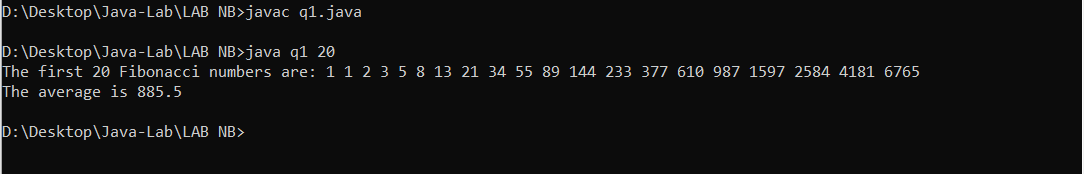 D:\Desktop\Java-Lab\LAB NB>javac q1.java
D:\Desktop\Java-Lab\LAB NB>java q1 20
The first 20 Fibonacci numbers are: 1 1 2 3 5 8 13 21 34 55 89 144 233 377 610 987 1597 2584 4181 6765
The average is 885.5
D:\Desktop\Java-Lab\LAB NB>